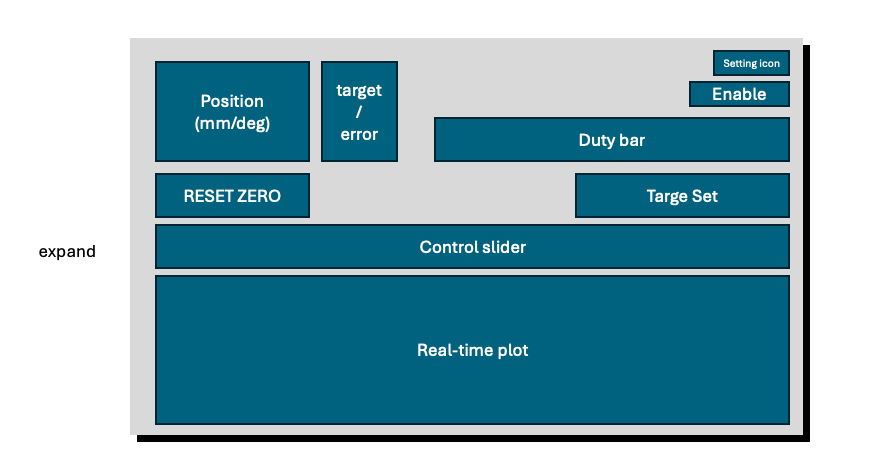 Setting icon
Position
(mm/deg)
target
/
error
Enable
Duty bar
RESET ZERO
Targe Set
expand
Control slider
Real-time plot